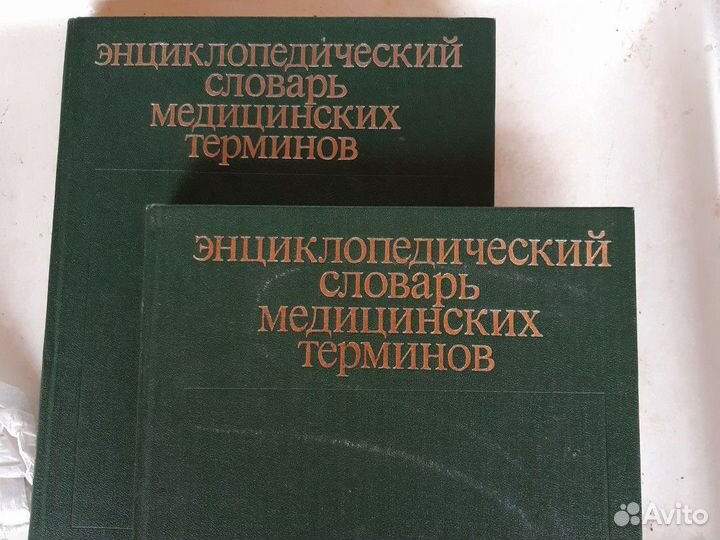 энциклопедический
словарь
медицинских
терминов
энциклопедический
словарь
медицинских
терминов
Avito